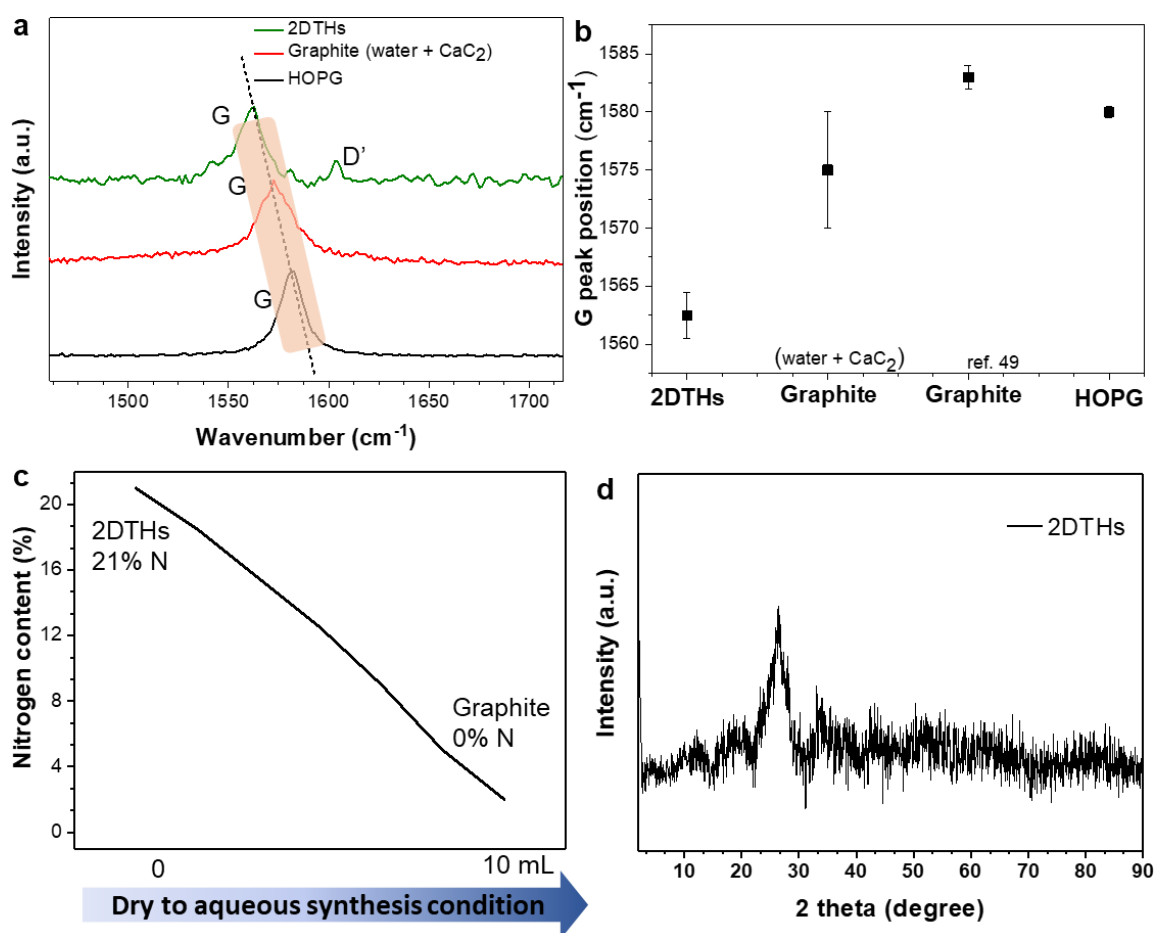 a
2DTHs
Graphite (water + CaC₂)
HOPG
G
D’
G
G
Intensity (a.u.)
1500 1550 1600 1650 1700
Wavenumber (cm⁻¹)
b
G peak position (cm⁻¹)
1585
1580
1575
1570
1565
1560
(water + CaC₂) ref. 49
2DTHs Graphite Graphite HOPG
c
Nitrogen content (%)
20
16
12
8
4
0
2DTHs
21% N
Graphite
0% N
0 10 mL
Dry to aqueous synthesis condition
d
2DTHs
Intensity (a.u.)
10 20 30 40 50 60 70 80 90
2 theta (degree)